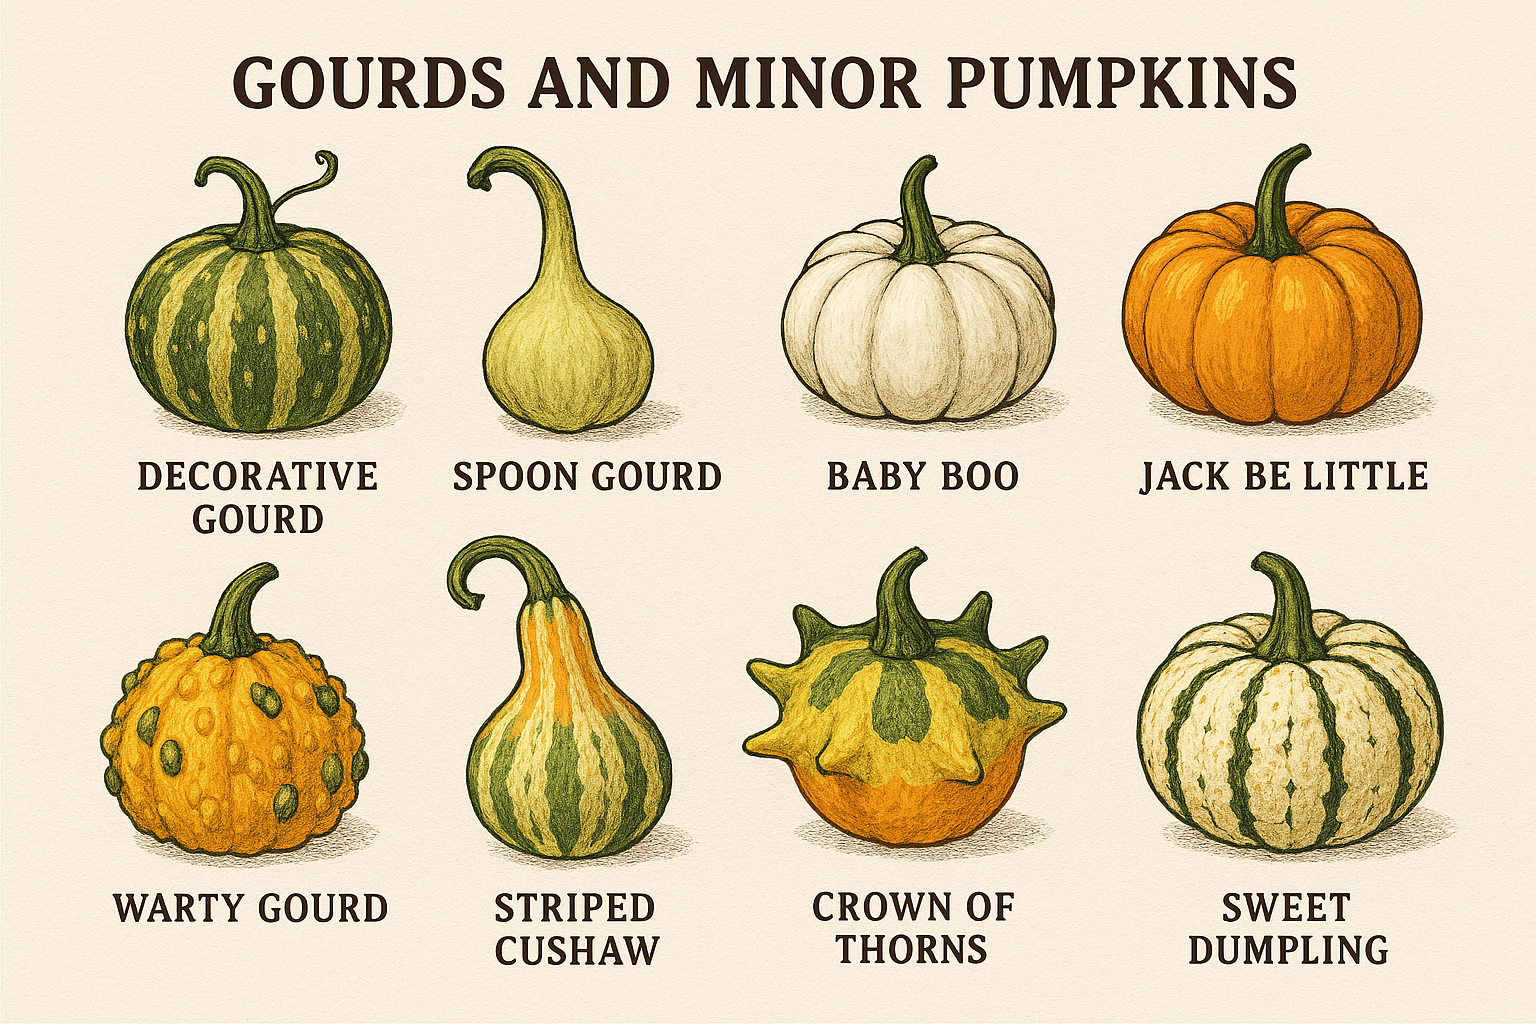 GOURDS AND MINOR PUMPKINS
DECORATIVE
GOURD
SPOON GOURD
BABY BOO
JACK BE LITTLE
WARTY GOURD
STRIPED
CUSHAW
CROWN OF
THORNS
SWEET
DUMPLING